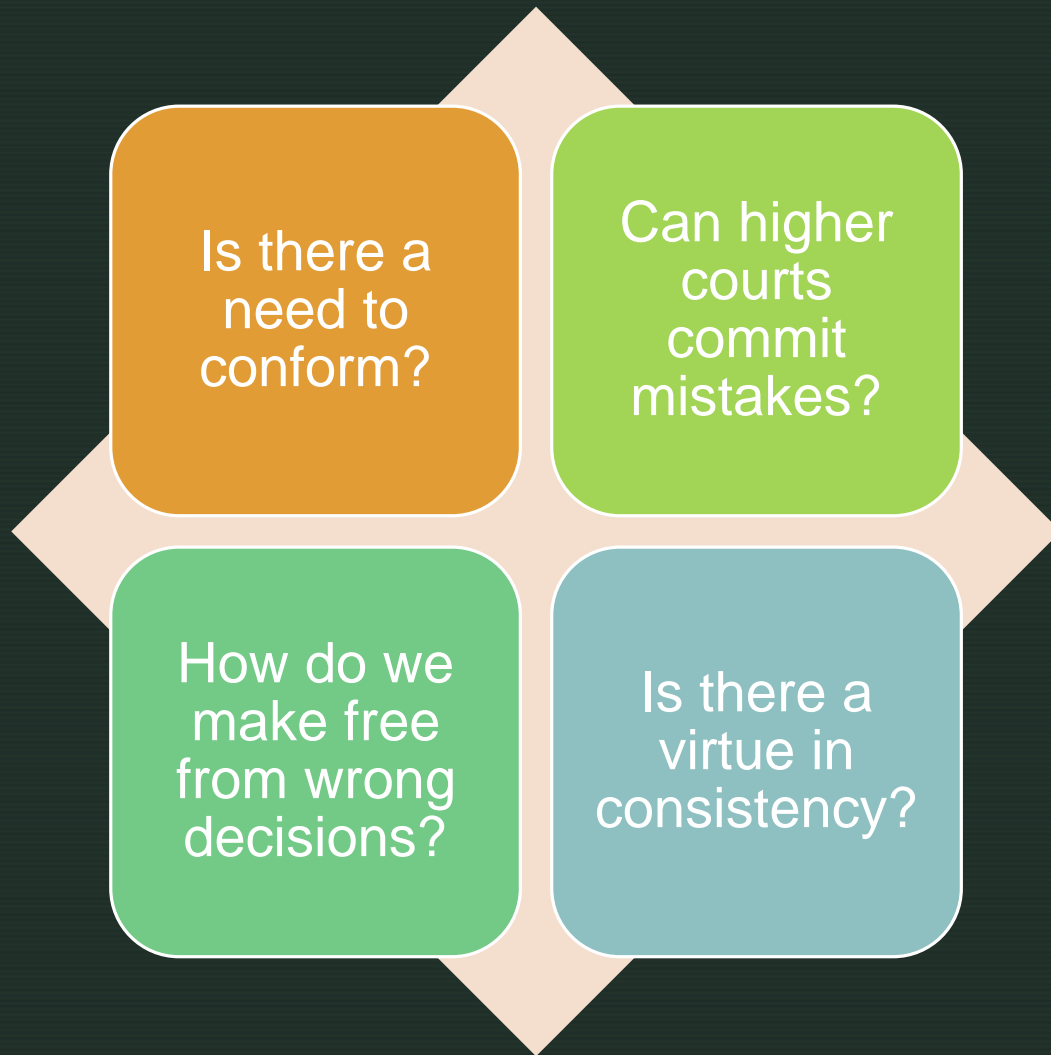 Is there a
need to
conform?
Can higher
courts
commit
mistakes?
How do we
make free
from wrong
decisions?
Is there a
virtue in
consistency?